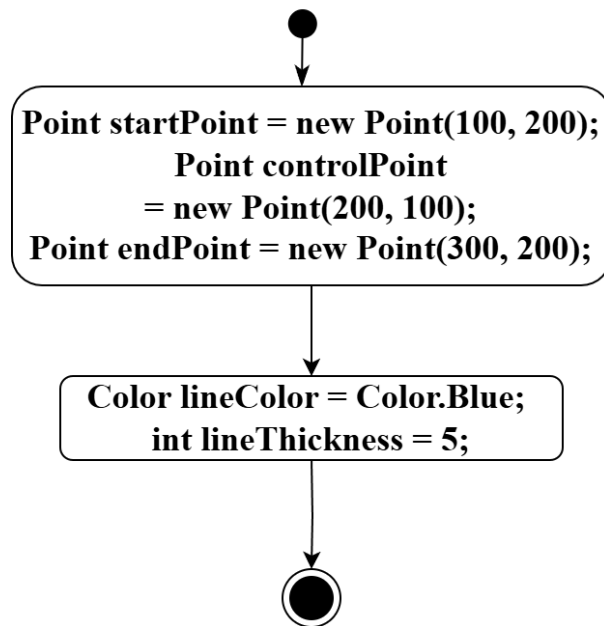 Point startPoint = new Point(100, 200);
Point controlPoint
= new Point(200, 100);
Point endPoint = new Point(300, 200);
Color lineColor = Color.Blue;
int lineThickness = 5;